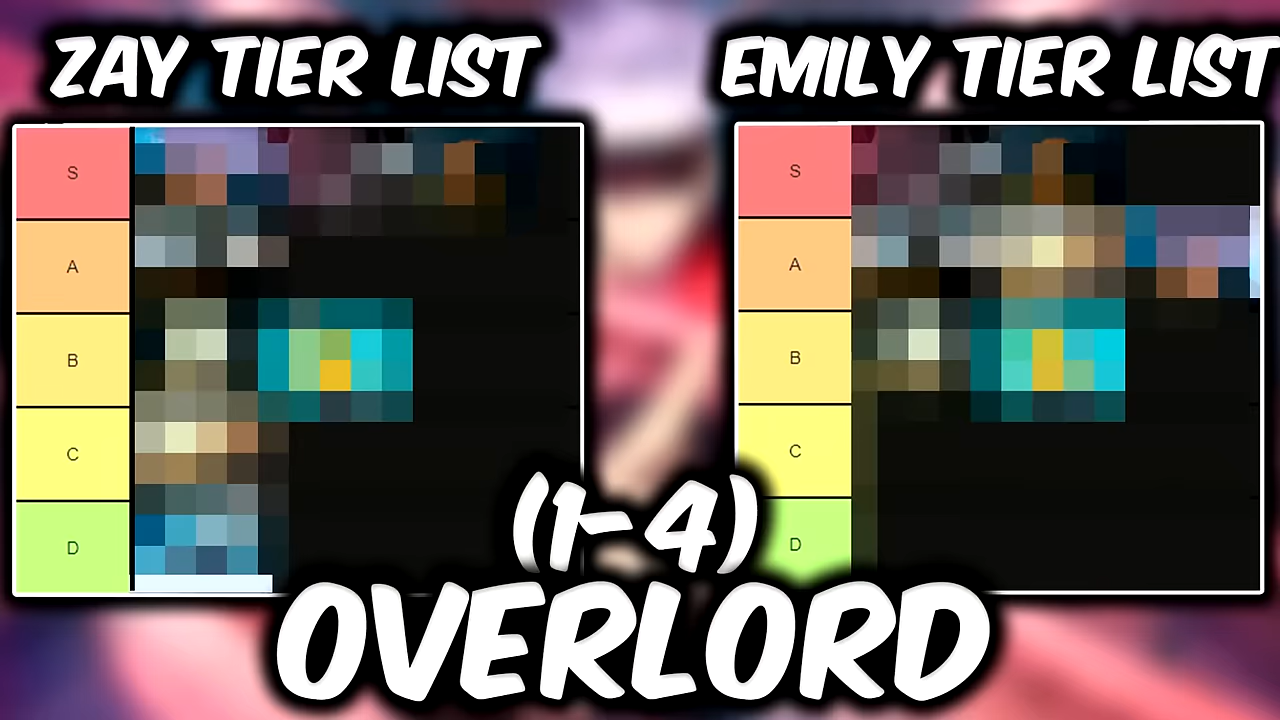 ZAY TIER LIST
EMILY TIER LIST
S
A
B
C
D
S
A
B
C
D
(1-4)
OVERLORD